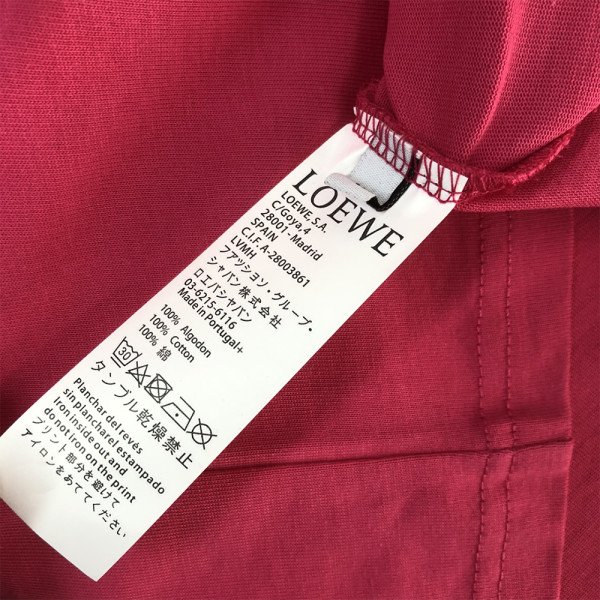 LOEWE
LOEWE, S.A.
C/Goya,4
28001-Madrid
SPAIN
C.I.F. A-28003861
LVMH
ファッション・グループ。
ジャパン株式会社
ロエバジャパン
03-6215-6116
Made in Portugal+
100% Algodon
100% Cotton
100% 綿
30
タンブル乾燥禁止
Planchar del revés
sin planchar el estampado
Iron inside out and
do not Iron on the print
プリント部分を避けて
アイロンをあててください